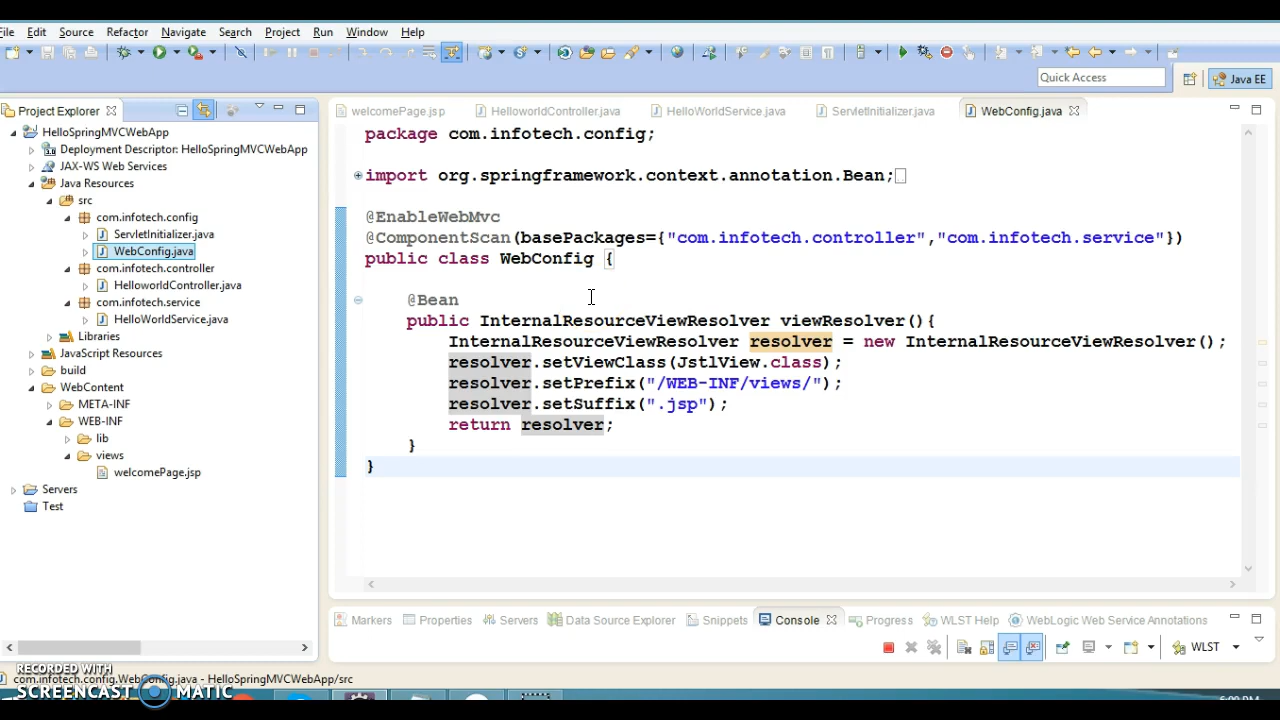 File Edit Source Refactor Navigate Search Project Run Window Help
Quick Access
Java EE
Project Explorer
welcomePage.jsp HelloworldController.java HelloWorldService.java ServletInitializer.java WebConfig.java
HelloSpringMVCWebApp
Deployment Descriptor: HelloSpringMVCWebApp
JAX-WS Web Services
Java Resources
src
com.infotech.config
ServletInitializer.java
WebConfig.java
com.infotech.controller
HelloworldController.java
com.infotech.service
HelloWorldService.java
Libraries
JavaScript Resources
build
WebContent
META-INF
WEB-INF
lib
views
welcomePage.jsp
Servers
Test
package com.infotech.config;
import org.springframework.context.annotation.Bean;
@EnableWebMvc
@ComponentScan(basePackages={"com.infotech.controller","com.infotech.service"})
public class WebConfig {
@Bean
public InternalResourceViewResolver viewResolver(){
InternalResourceViewResolver resolver = new InternalResourceViewResolver();
resolver.setViewClass(JstlView.class);
resolver.setPrefix("/WEB-INF/views/");
resolver.setSuffix(".jsp");
return resolver;
}
}
Markers Properties Servers Data Source Explorer Snippets Console Progress WLST Help WebLogic Web Service Annotations
WLST
com.infotech.config.WebConfig.java - HelloSpringMVCWebApp/src
RECORDED WITH
SCREENCAST MATIC